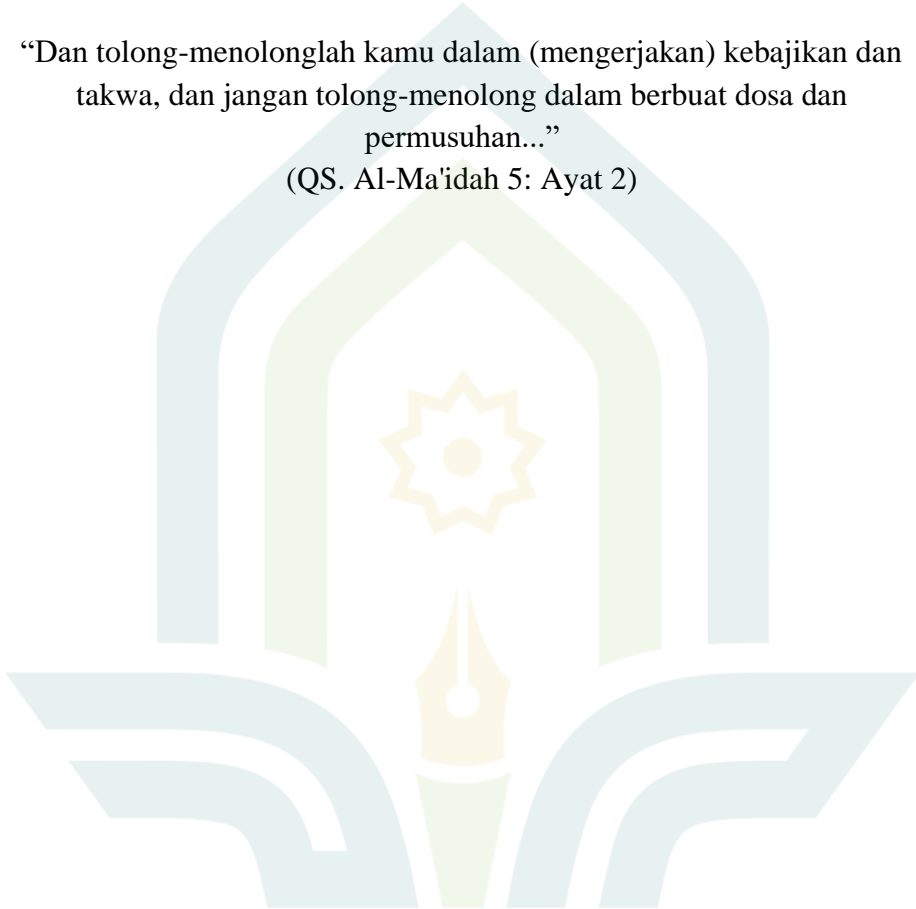 “Dan tolong-menolonglah kamu dalam (mengerjakan) kebajikan dan
takwa, dan jangan tolong-menolong dalam berbuat dosa dan
permusuhan...”
(QS. Al-Ma'idah 5: Ayat 2)